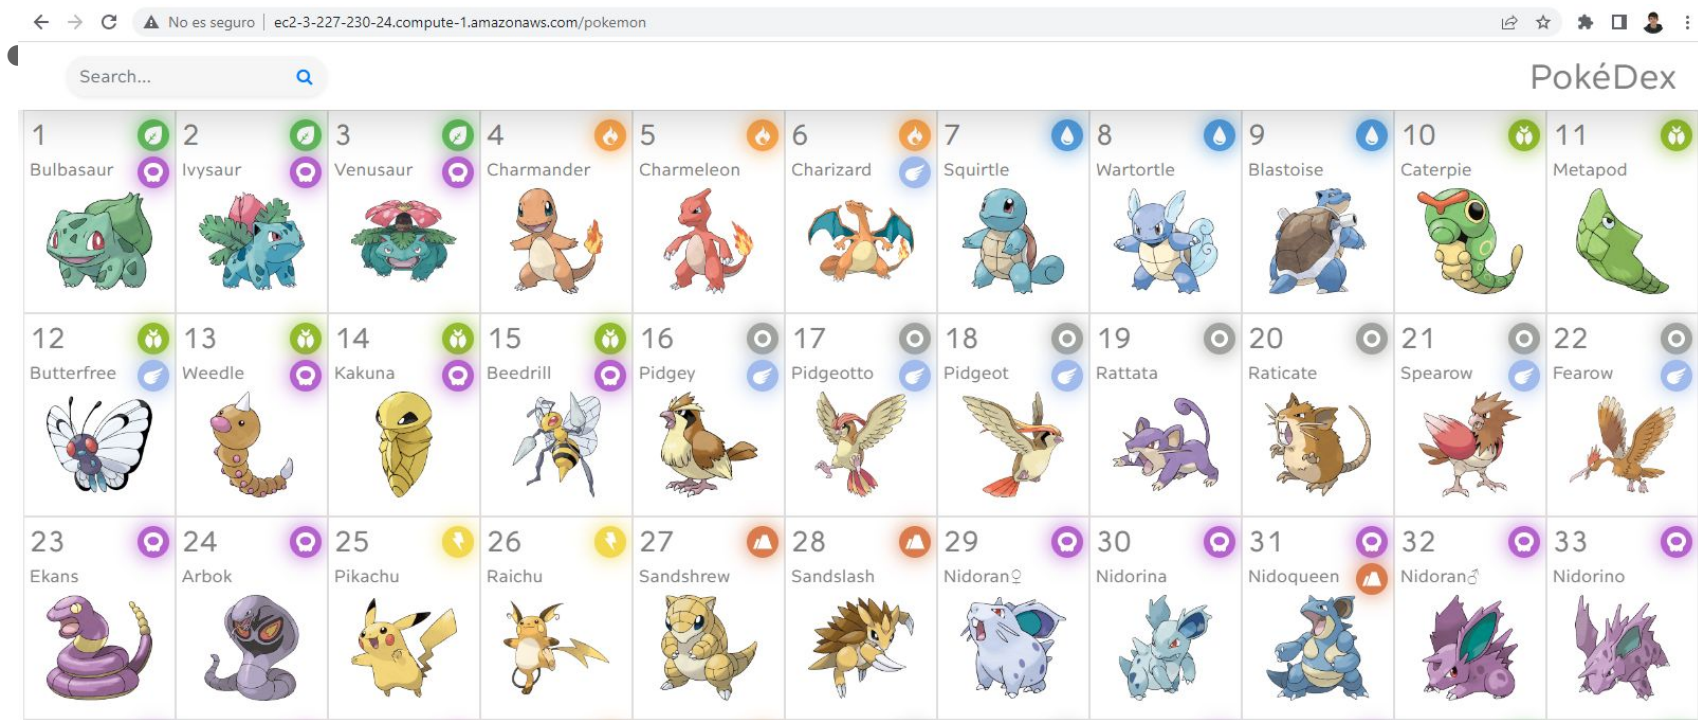 No es seguro | ec2-3-227-230-24.compute-1.amazonaws.com/pokemon
Search... PokéDex
1 2 3 4 5 6 7 8 9 10 11
Bulbasaur Ivysaur Venusaur Charmander Charmeleon Charizard Squirtle Wartortle Blastoise Caterpie Metapod
12 13 14 15 16 17 18 19 20 21 22
Butterfree Weedle Kakuna Beedrill Pidgey Pidgeotto Pidgeot Rattata Raticate Spearow Fearow
23 24 25 26 27 28 29 30 31 32 33
Ekans Arbok Pikachu Raichu Sandshrew Sandslash Nidoran♀ Nidorina Nidoqueen Nidoran♂ Nidorino